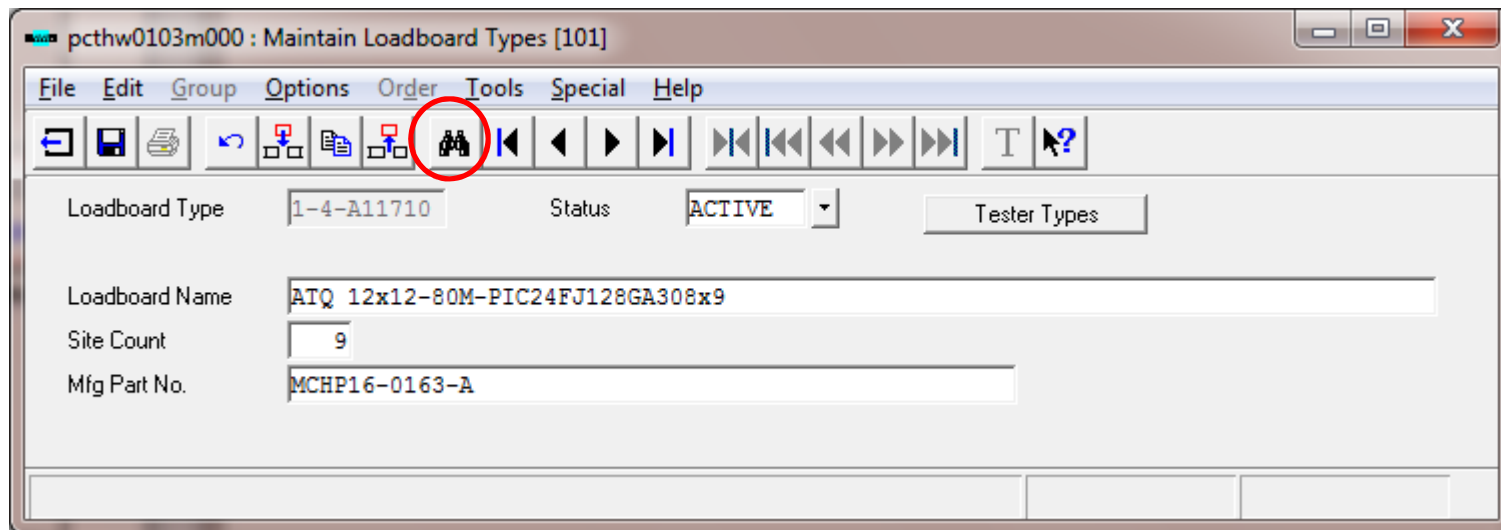 pcthw0103m000 : Maintain Loadboard Types [101]
File Edit Group Options Order Tools Special Help
T ?
Loadboard Type 1-4-A11710 Status ACTIVE Tester Types
Loadboard Name ATQ 12x12-80M-PIC24FJ128GA308x9
Site Count 9
Mfg Part No. MCHP16-0163-A